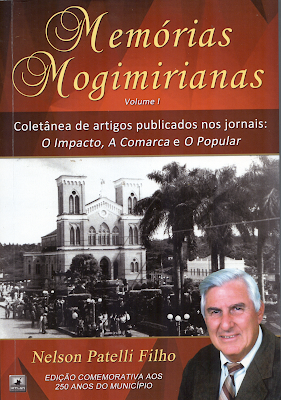 Memórias
Mogimirianas
Volume I
Coletânea de artigos publicados nos jornais:
O Impacto, A Comarca e O Popular
Nelson Patelli Filho
EDIÇÃO COMEMORATIVA AOS
250 ANOS DO MUNICÍPIO